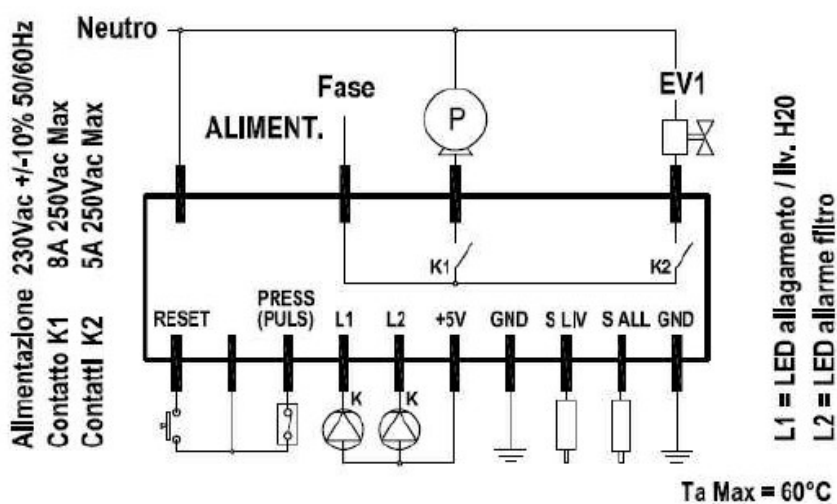 Alimentazione 230Vac +/-10% 50/60Hz
Contatto K1 8A 250Vac Max
Contatti K2 5A 250Vac Max
Neutro
Fase
ALIMENT.
P
EV1
K1
K2
RESET
PRESS
(PULS)
L1
L2
+5V
GND
S LIV
S ALL
GND
K
K
L1 = LED allagamento / liv. H20
L2 = LED allarme filtro
Ta Max = 60°C